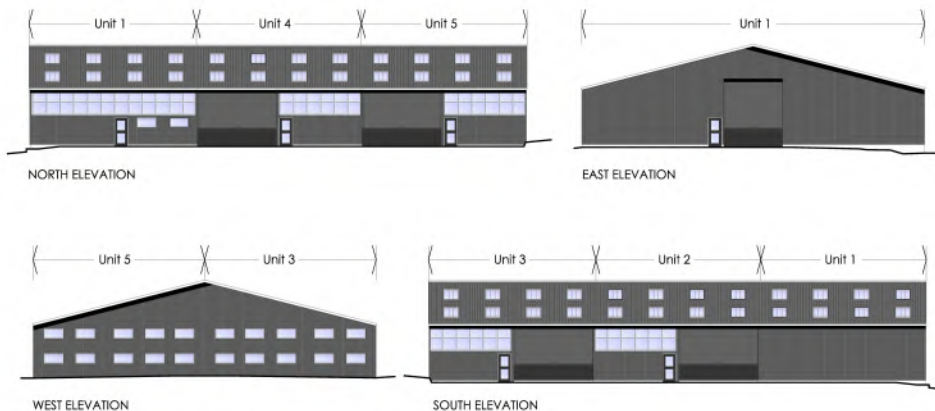 Unit 1 Unit 4 Unit 5
Unit 1
NORTH ELEVATION
EAST ELEVATION
Unit 5 Unit 3
Unit 3 Unit 2 Unit 1
WEST ELEVATION
SOUTH ELEVATION